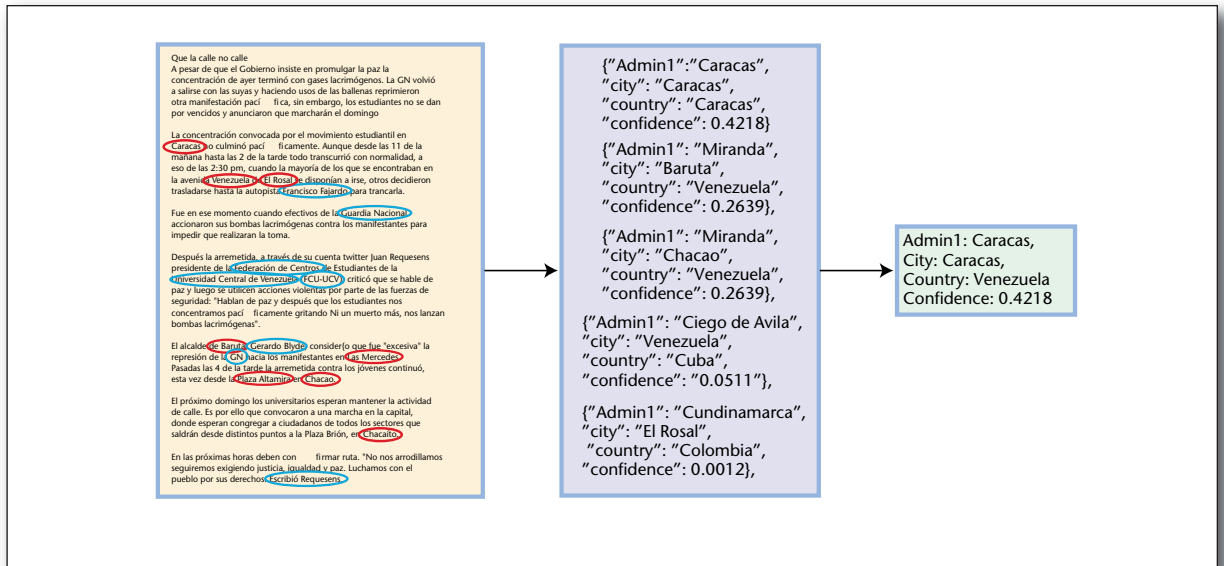 Que la calle no calle
A pesar de que el Gobierno insiste en promulgar la paz la
concentración de ayer terminó con gases lacrimógenos. La GN volvió
a salirse con las suyas y haciendo usos de las ballenas reprimieron
otra manifestación pací fica, sin embargo, los estudiantes no se dan
por vencidos y anunciaron que marcharán el domingo
La concentración convocada por el movimiento estudiantil en
Caracas no culminó pací ficamente. Aunque desde las 11 de la
mañana hasta las 2 de la tarde todo transcurrió con normalidad, a
eso de las 2:30 pm, cuando la mayoría de los que se encontraban en
la avenida Venezuela de El Rosal se disponían a irse, otros decidieron
trasladarse hasta la autopista Francisco Fajardo para trancarla.
Fue en ese momento cuando efectivos de la Guardia Nacional
accionaron sus bombas lacrimógenas contra los manifestantes para
impedir que realizaran la toma.
Después la arremetida, a través de su cuenta twitter Juan Requesens
presidente de la Federación de Centros de Estudiantes de la
Universidad Central de Venezuela (FCU-UCV) criticó que se hable de
paz y luego se utilicen acciones violentas por parte de las fuerzas de
seguridad: "Hablan de paz y después que los estudiantes nos
concentramos pací ficamente gritando Ni un muerto más, nos lanzan
bombas lacrimógenas".
El alcalde de Baruta, Gerardo Blyde, consider{o que fue "excesiva" la
represión de la GN hacia los manifestantes en Las Mercedes.
Pasadas las 4 de la tarde la arremetida contra los jóvenes continuó,
esta vez desde la Plaza Altamira en Chacao.
El próximo domingo los universitarios esperan mantener la actividad
de calle. Es por ello que convocaron a una marcha en la capital,
donde esperan congregar a ciudadanos de todos los sectores que
saldrán desde distintos puntos a la Plaza Brión, en Chacaito.
En las próximas horas deben con firmar ruta. "No nos arrodillamos
seguiremos exigiendo justicia, igualdad y paz. Luchamos con el
pueblo por sus derechos. Escribió Requesens.
{"Admin1":"Caracas",
"city": "Caracas",
"country": "Caracas",
"confidence": 0.4218}
{"Admin1": "Miranda",
"city": "Baruta",
"country": "Venezuela",
"confidence": 0.2639},
{"Admin1": "Miranda",
"city": "Chacao",
"country": "Venezuela",
"confidence": 0.2639},
{"Admin1": "Ciego de Avila",
"city": "Venezuela",
"country": "Cuba",
"confidence": "0.0511"},
{"Admin1": "Cundinamarca",
"city": "El Rosal",
"country": "Colombia",
"confidence": 0.0012},
Admin1: Caracas,
City: Caracas,
Country: Venezuela
Confidence: 0.4218